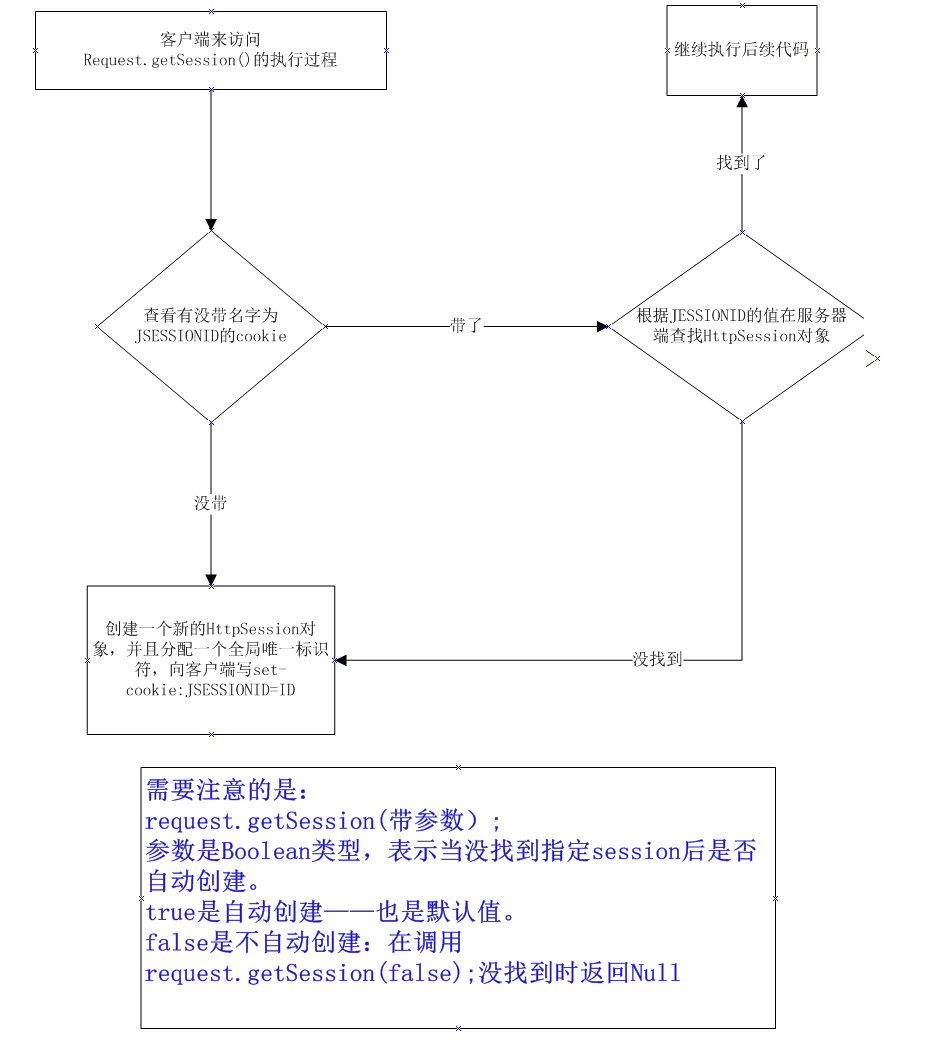 客户端来访问
Request.getSession()的执行过程
继续执行后续代码
找到了
查看有没带名字为
JSESSIONID的cookie
带了
根据JESSIONID的值在服务器
端查找HttpSession对象
没带
创建一个新的HttpSession对
象，并且分配一个全局唯一标识
符，向客户端写set-
cookie:JSESSIONID=ID
没找到
需要注意的是：
request.getSession(带参数）;
参数是Boolean类型，表示当没找到指定session后是否
自动创建。
true是自动创建——也是默认值。
false是不自动创建：在调用
request.getSession(false);没找到时返回Null